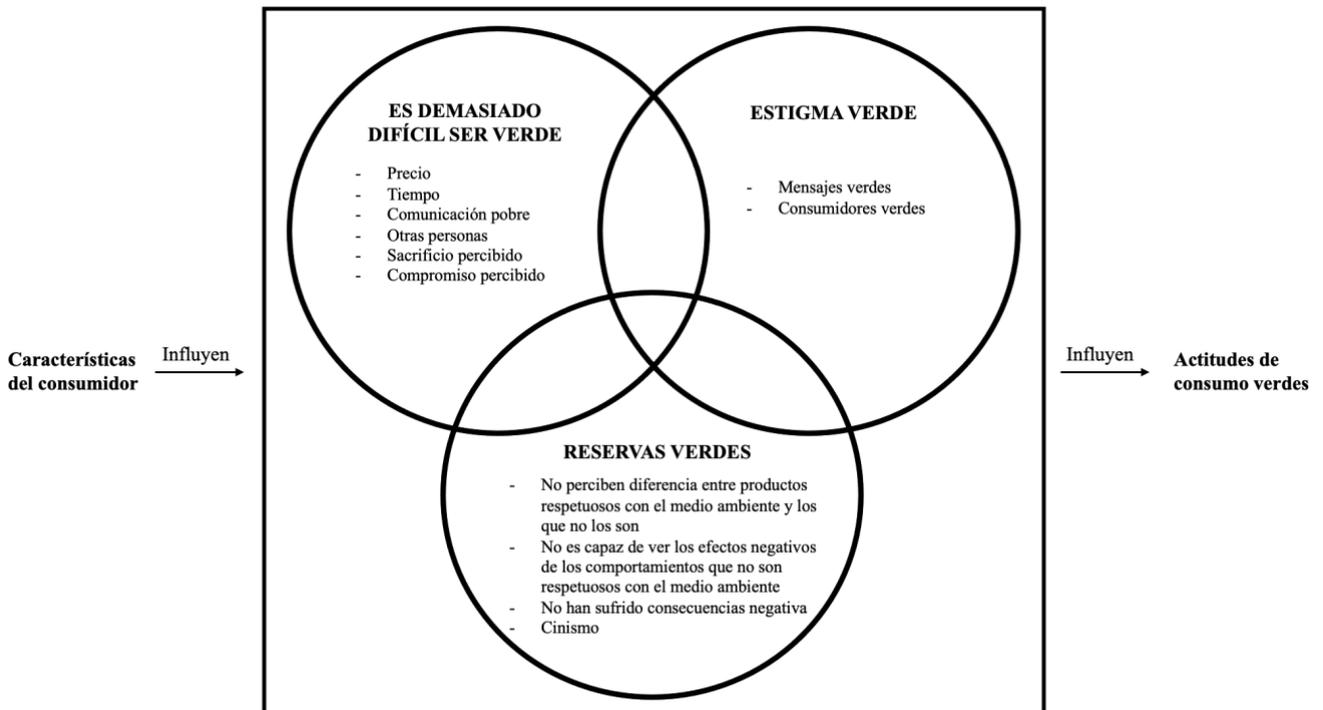 ES DEMASIADO
DIFÍCIL SER VERDE
- Precio
- Tiempo
- Comunicación pobre
- Otras personas
- Sacrificio percibido
- Compromiso percibido
ESTIGMA VERDE
- Mensajes verdes
- Consumidores verdes
Características
del consumidor
Influyen
Influyen
Actitudes de
consumo verdes
RESERVAS VERDES
- No perciben diferencia entre productos
respetuosos con el medio ambiente y los
que no los son
- No es capaz de ver los efectos negativos
de los comportamientos que no son
respetuosos con el medio ambiente
- No han sufrido consecuencias negativa
- Cinismo